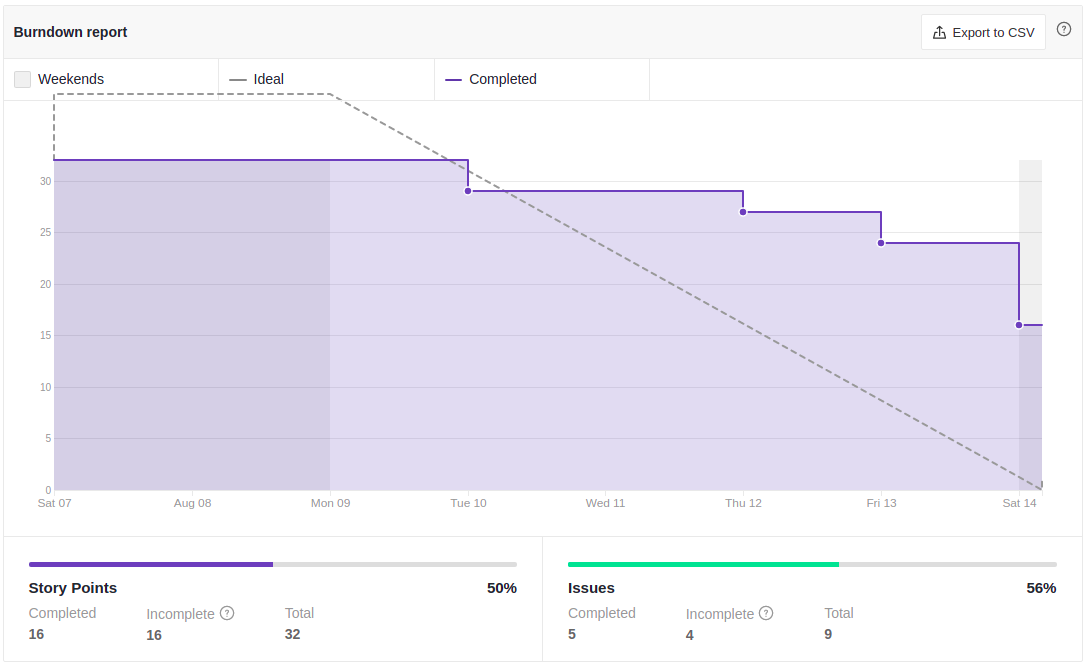 Burndown report
Export to CSV
?
Weekends
Ideal
Completed
30
25
20
15
10
5
0
Sat 07
Aug 08
Mon 09
Tue 10
Wed 11
Thu 12
Fri 13
Sat 14
Story Points 50%
Completed Incomplete ? Total
16 16 32
Issues 56%
Completed Incomplete ? Total
5 4 9